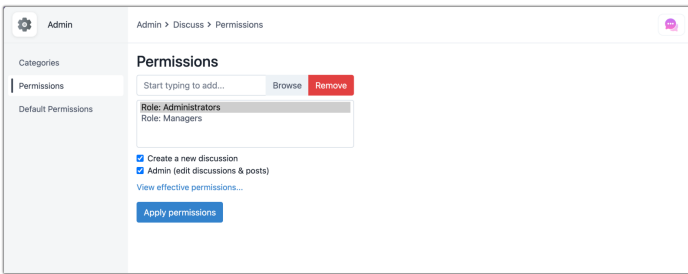 Admin
Admin > Discuss > Permissions
Categories
Permissions
Default Permissions
Permissions
Start typing to add...
Browse
Remove
Role: Administrators
Role: Managers
Create a new discussion
Admin (edit discussions & posts)
View effective permissions...
Apply permissions